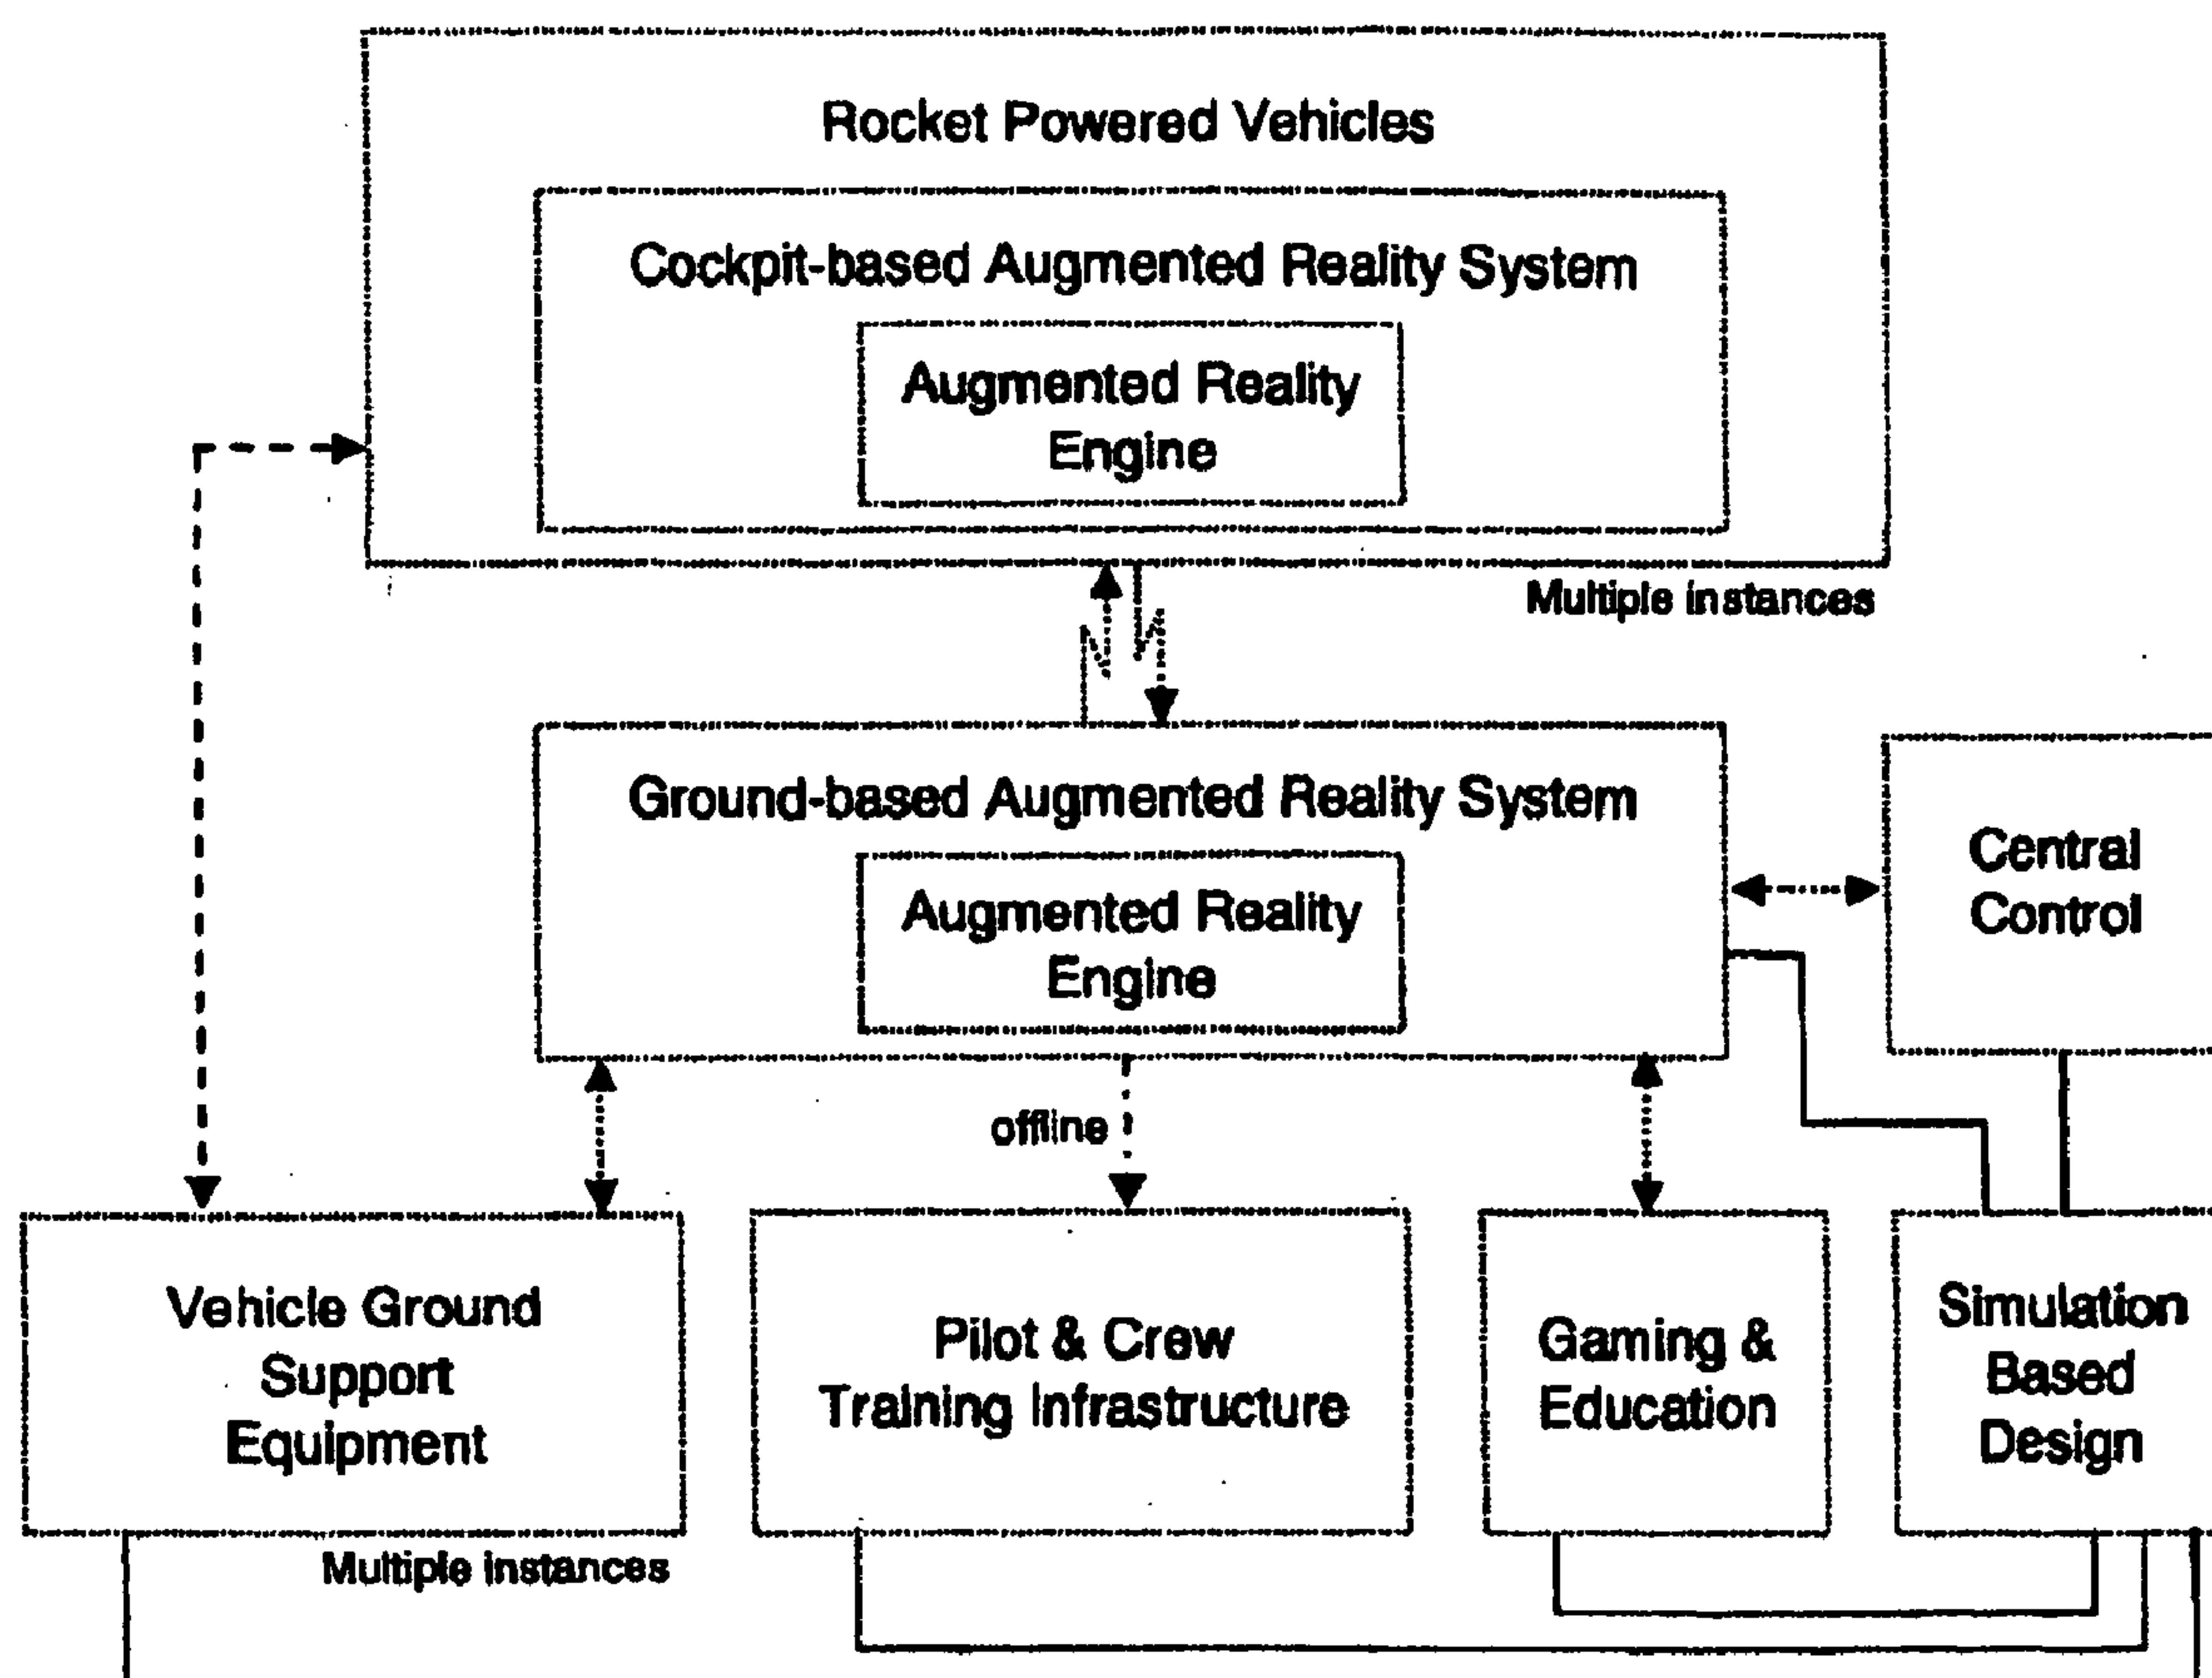 Rocket Powered Vehicles
Cockpit-based Augmented Reality System
Augmented Reality
Engine
Multiple instances
Ground-based Augmented Reality System
Augmented Reality
Engine
Central
Control
offline
Vehicle Ground
Support
Equipment
Multiple instances
Pilot & Crew
Training Infrastructure
Gaming &
Education
Simulation
Based
Design